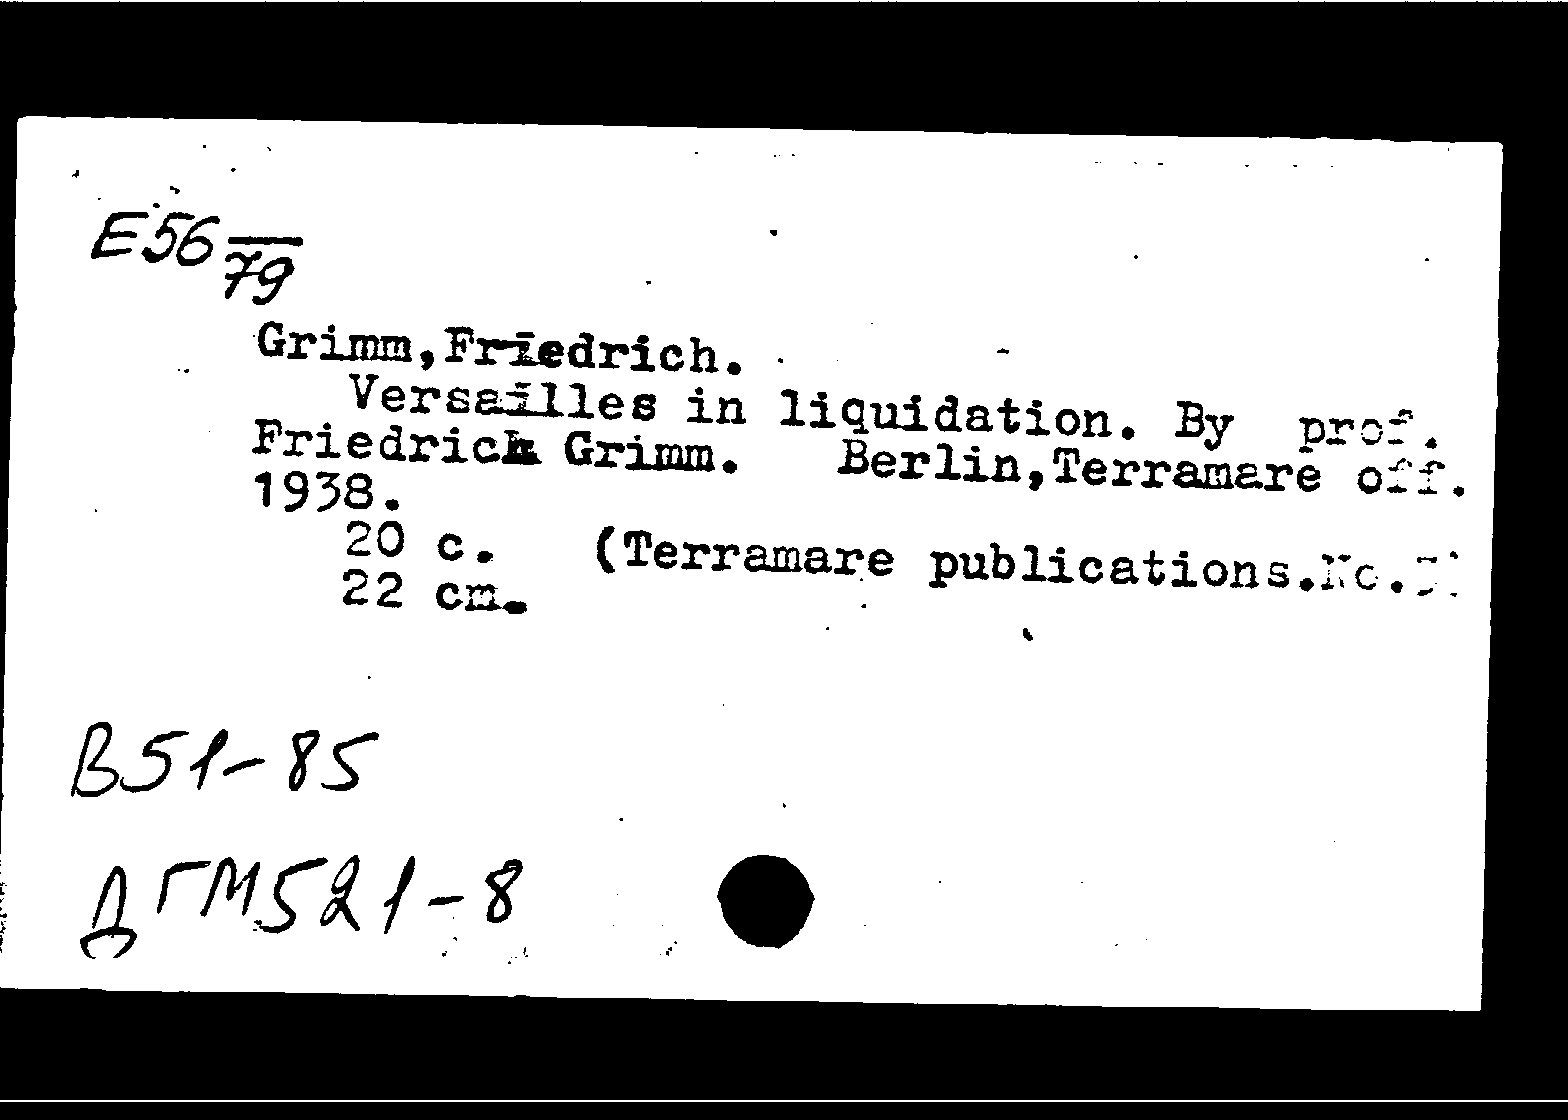 E56
79
Grimm,Friedrich.
Versailles in liquidation. By prof.
Friedrich Grimm. Berlin,Terramare off.
1938.
20 c. (Terramare publications.No.
22 cm.
B51-85
ДГМ521-8